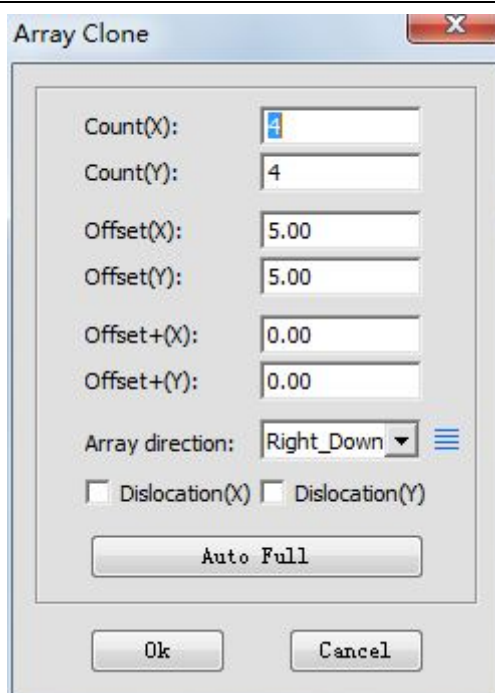 Array Clone
Count(X): 4
Count(Y): 4
Offset(X): 5.00
Offset(Y): 5.00
Offset+(X): 0.00
Offset+(Y): 0.00
Array direction: Right_Down
Dislocation(X) Dislocation(Y)
Auto Full
Ok Cancel